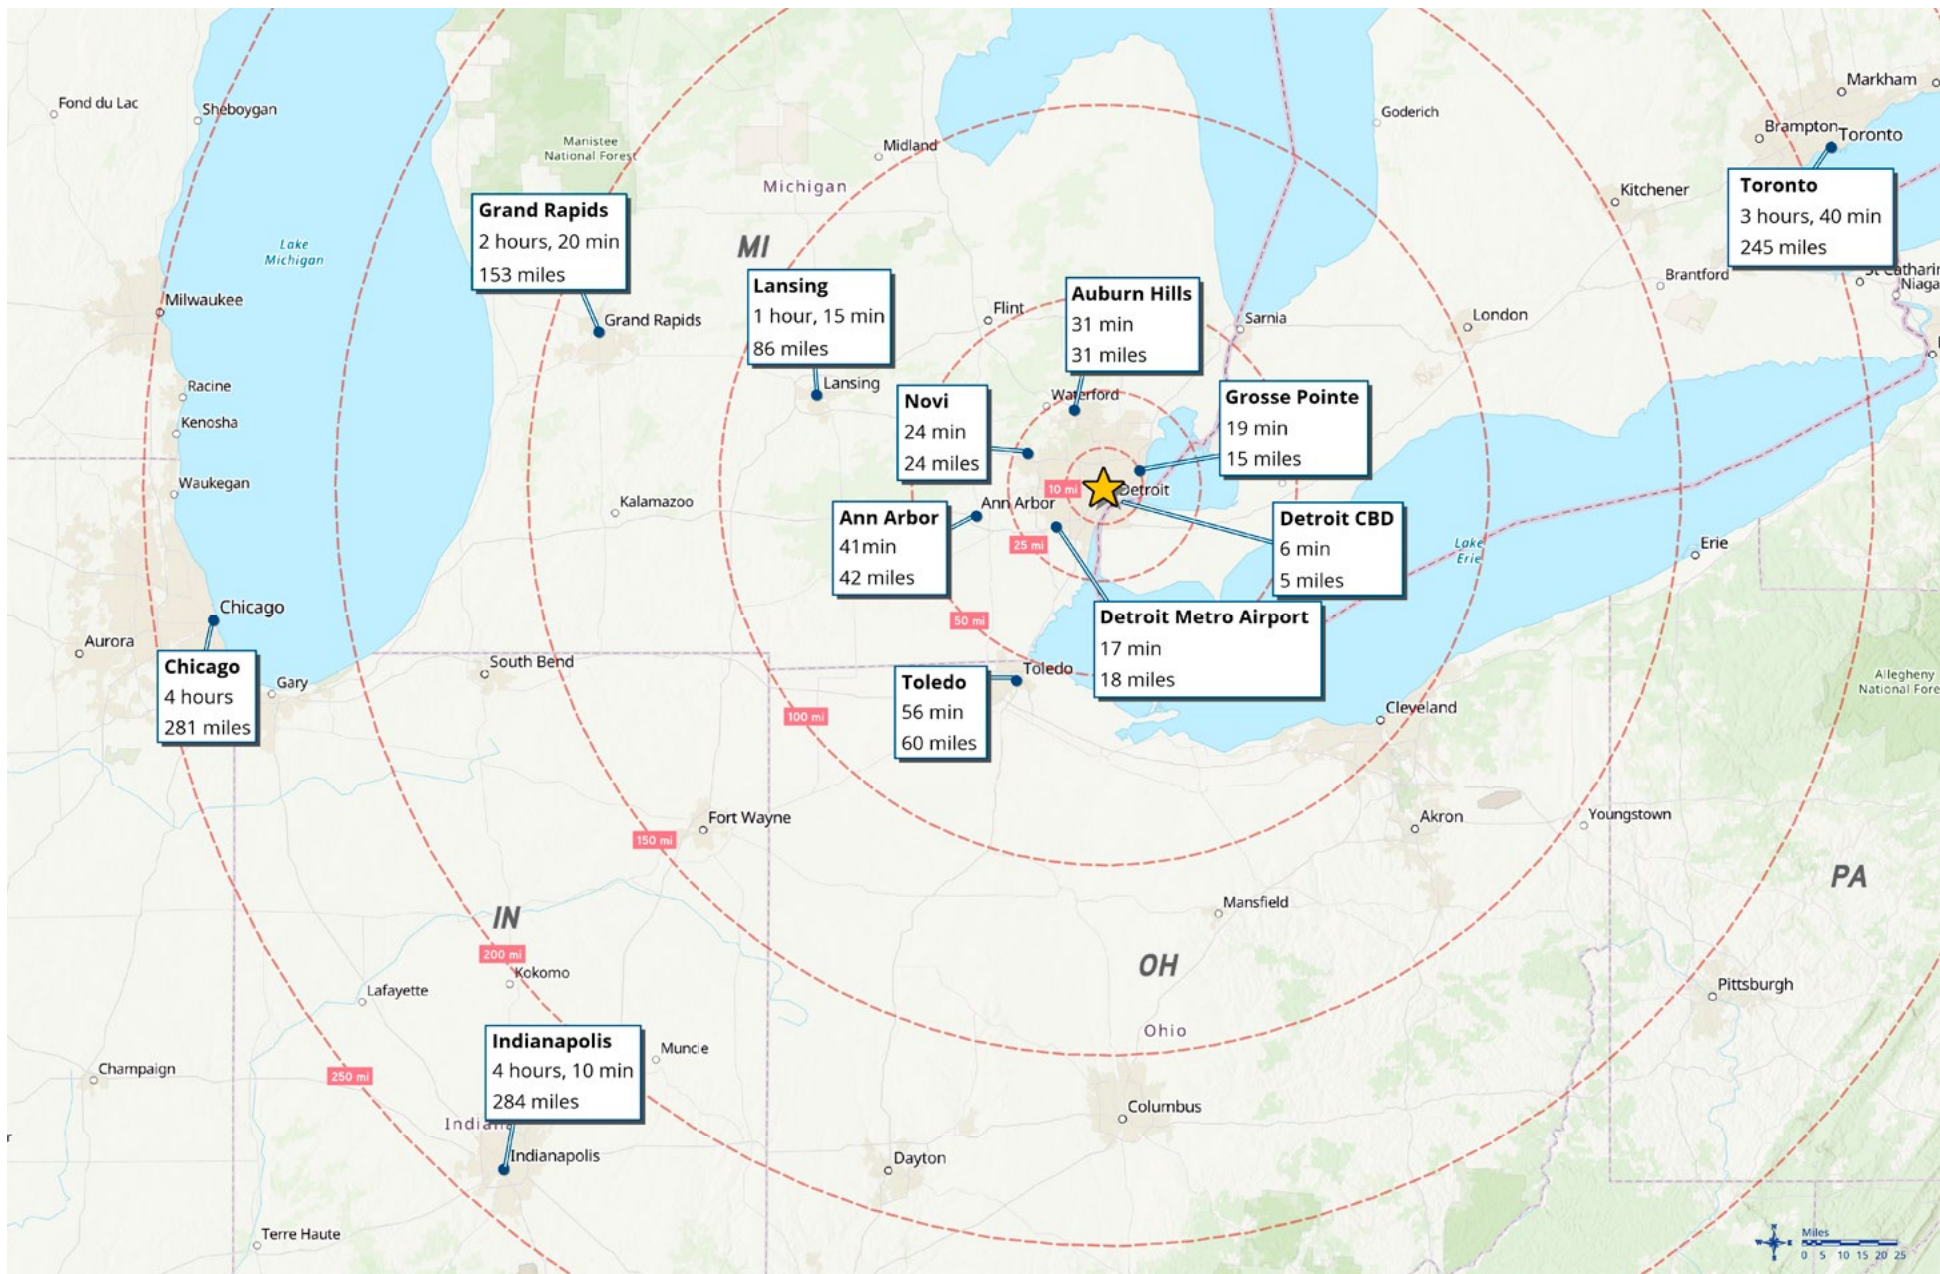 Fond du Lac
Sheboygan
Manistee
National Forest
Midland
Michigan
Goderich
Markham
Brampton
Toronto
Kitchener
Toronto
3 hours, 40 min
245 miles
Grand Rapids
2 hours, 20 min
153 miles
Lake
Michigan
MI
Lansing
1 hour, 15 min
86 miles
Auburn Hills
31 min
31 miles
Brantford
St Catharin
Niaga
Milwaukee
Grand Rapids
Flint
Sarnia
London
Racine
Lansing
Waterford
Novi
24 min
24 miles
Grosse Pointe
19 min
15 miles
Kenosha
Waukegan
Kalamazoo
Ann Arbor
10 mi
Detroit
Ann Arbor
41min
42 miles
25 mi
Detroit CBD
6 min
5 miles
Lake
Erie
Erie
Chicago
50 mi
Detroit Metro Airport
17 min
18 miles
Aurora
Chicago
4 hours
281 miles
Gary
South Bend
Toledo
Toledo
56 min
60 miles
Allegheny
National Fore
Cleveland
100 mi
Fort Wayne
150 mi
Akron
Youngstown
PA
IN
Mansfield
200 mi
Kokomo
OH
Lafayette
Pittsburgh
Indianapolis
4 hours, 10 min
284 miles
Ohio
Muncie
Champaign
250 mi
Columbus
r
Indiana
Indianapolis
Dayton
Terre Haute
N
W E
S
Miles
0 5 10 15 20 25